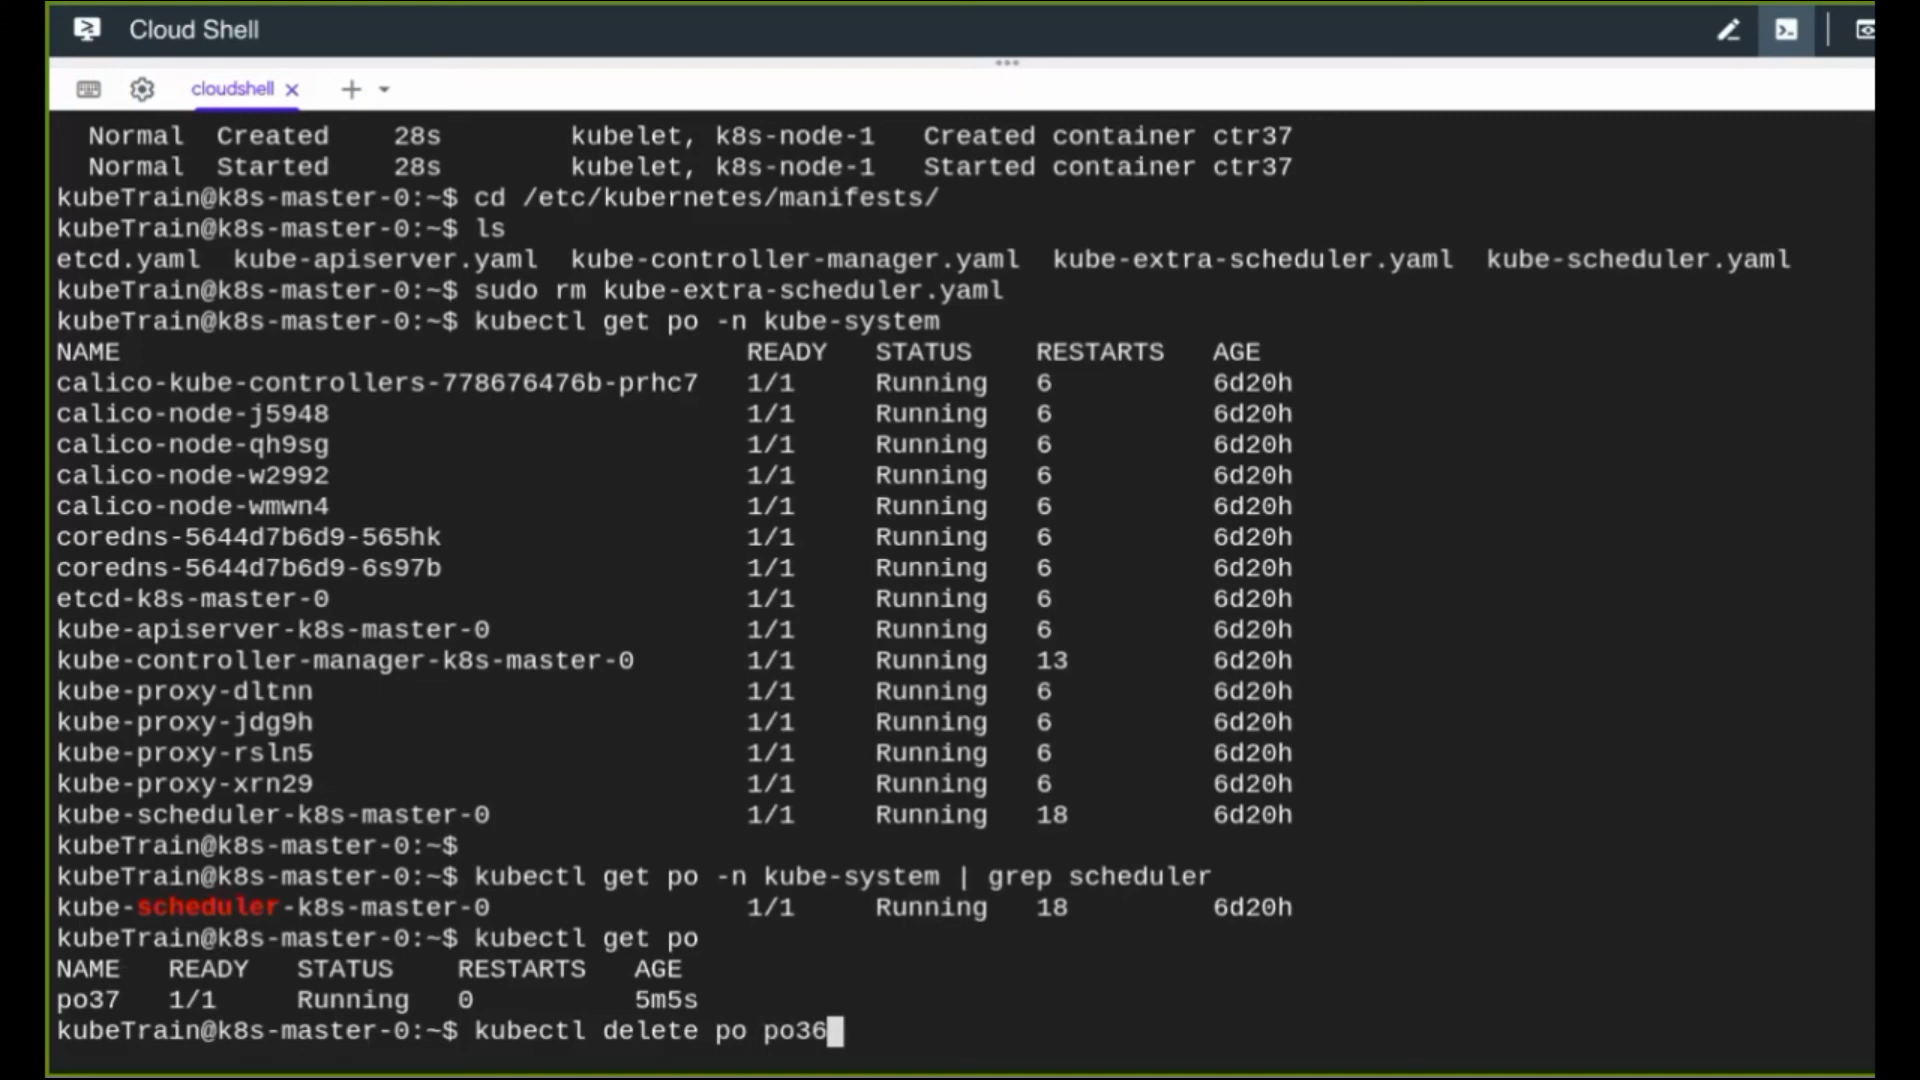 Cloud Shell
cloudshell
Normal  Created    28s        kubelet, k8s-node-1   Created container ctr37
Normal  Started    28s        kubelet, k8s-node-1   Started container ctr37
kubeTrain@k8s-master-0:~$ cd /etc/kubernetes/manifests/
kubeTrain@k8s-master-0:~$ ls
etcd.yaml  kube-apiserver.yaml  kube-controller-manager.yaml  kube-extra-scheduler.yaml  kube-scheduler.yaml
kubeTrain@k8s-master-0:~$ sudo rm kube-extra-scheduler.yaml
kubeTrain@k8s-master-0:~$ kubectl get po -n kube-system
NAME                                       READY   STATUS    RESTARTS   AGE
calico-kube-controllers-778676476b-prhc7   1/1     Running   6          6d20h
calico-node-j5948                          1/1     Running   6          6d20h
calico-node-qh9sg                          1/1     Running   6          6d20h
calico-node-w2992                          1/1     Running   6          6d20h
calico-node-wmwn4                          1/1     Running   6          6d20h
coredns-5644d7b6d9-565hk                   1/1     Running   6          6d20h
coredns-5644d7b6d9-6s97b                   1/1     Running   6          6d20h
etcd-k8s-master-0                          1/1     Running   6          6d20h
kube-apiserver-k8s-master-0                1/1     Running   6          6d20h
kube-controller-manager-k8s-master-0       1/1     Running   13         6d20h
kube-proxy-dltnn                           1/1     Running   6          6d20h
kube-proxy-jdg9h                           1/1     Running   6          6d20h
kube-proxy-rsln5                           1/1     Running   6          6d20h
kube-proxy-xrn29                           1/1     Running   6          6d20h
kube-scheduler-k8s-master-0                1/1     Running   18         6d20h
kubeTrain@k8s-master-0:~$
kubeTrain@k8s-master-0:~$ kubectl get po -n kube-system | grep scheduler
kube-scheduler-k8s-master-0                1/1     Running   18         6d20h
kubeTrain@k8s-master-0:~$ kubectl get po
NAME   READY   STATUS    RESTARTS   AGE
po37   1/1     Running   0          5m5s
kubeTrain@k8s-master-0:~$ kubectl delete po po36